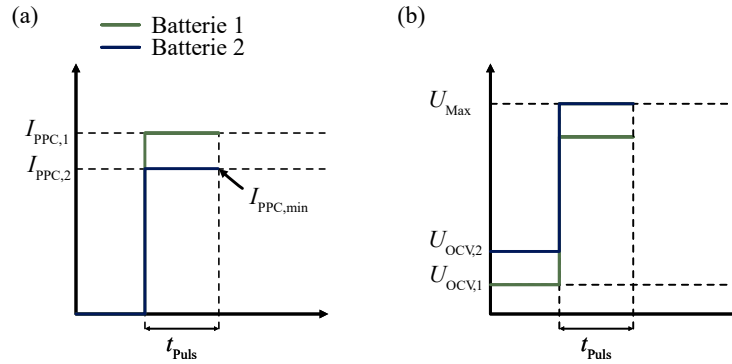 (a)
Batterie 1
Batterie 2
I_PPC,1
I_PPC,2
I_PPC,min
t_Puls
(b)
U_Max
U_OCV,2
U_OCV,1
t_Puls